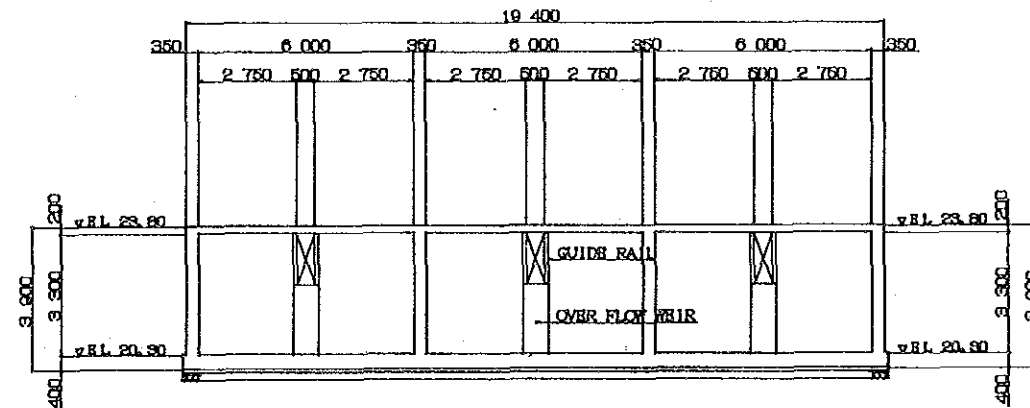 19 400
350 6 000 350 6 000 350 6 000 350
2 750 500 2 750 2 750 500 2 750 2 750 500 2 750
200 ▽EL 23.80 ▽EL 23.80 200
GUIDE RAIL
3 900 3 300 3 300
OVER FLOW WEIR
▽EL 20.30 ▽EL 20.30
400 400